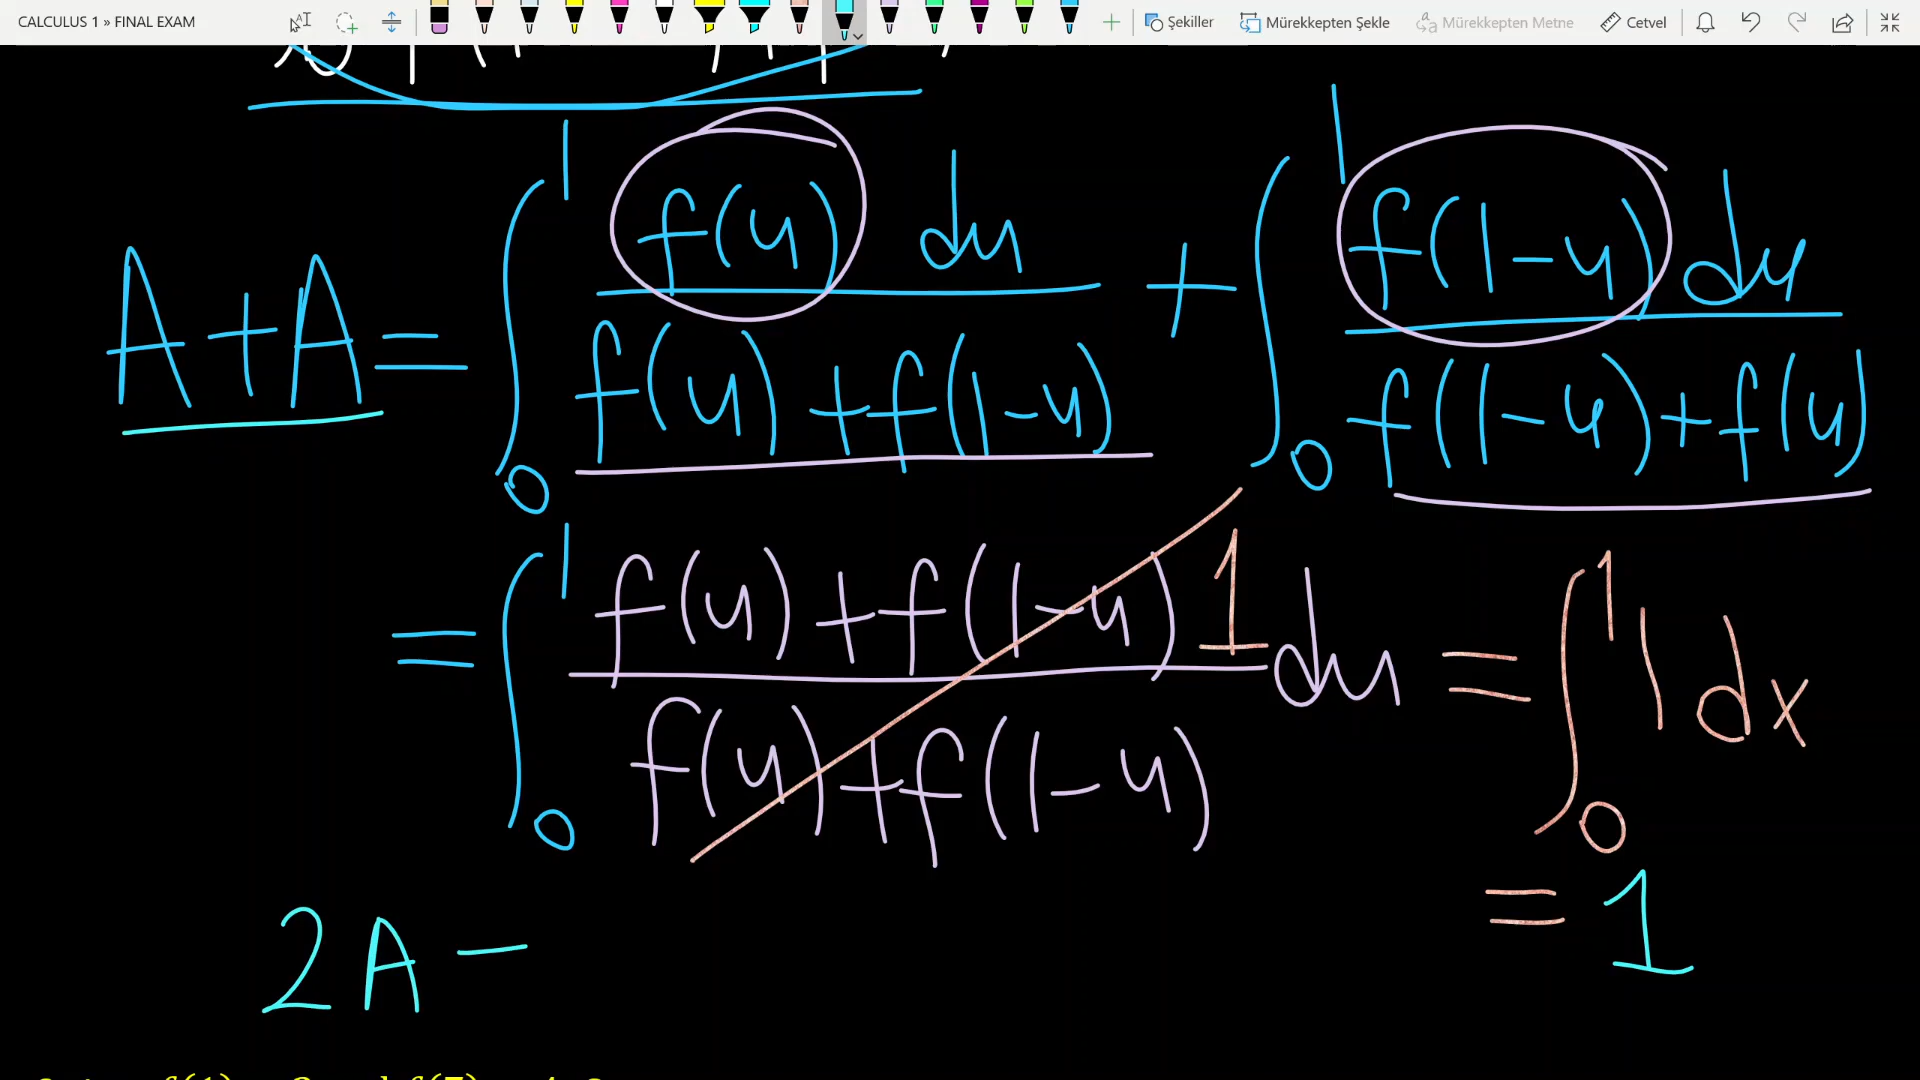 CALCULUS 1 » FINAL EXAM
Şekiller
Mürekkepten Şekle
Mürekkepten Metne
Cetvel
A+A = ∫₀¹ f(u) du / f(u)+f(1-u) + ∫₀¹ f(1-u) du / f(1-u)+f(u)
= ∫₀¹ f(u)+f(1-u) / f(u)+f(1-u) 1 du = ∫₀¹ 1 dx
= 1
2A -